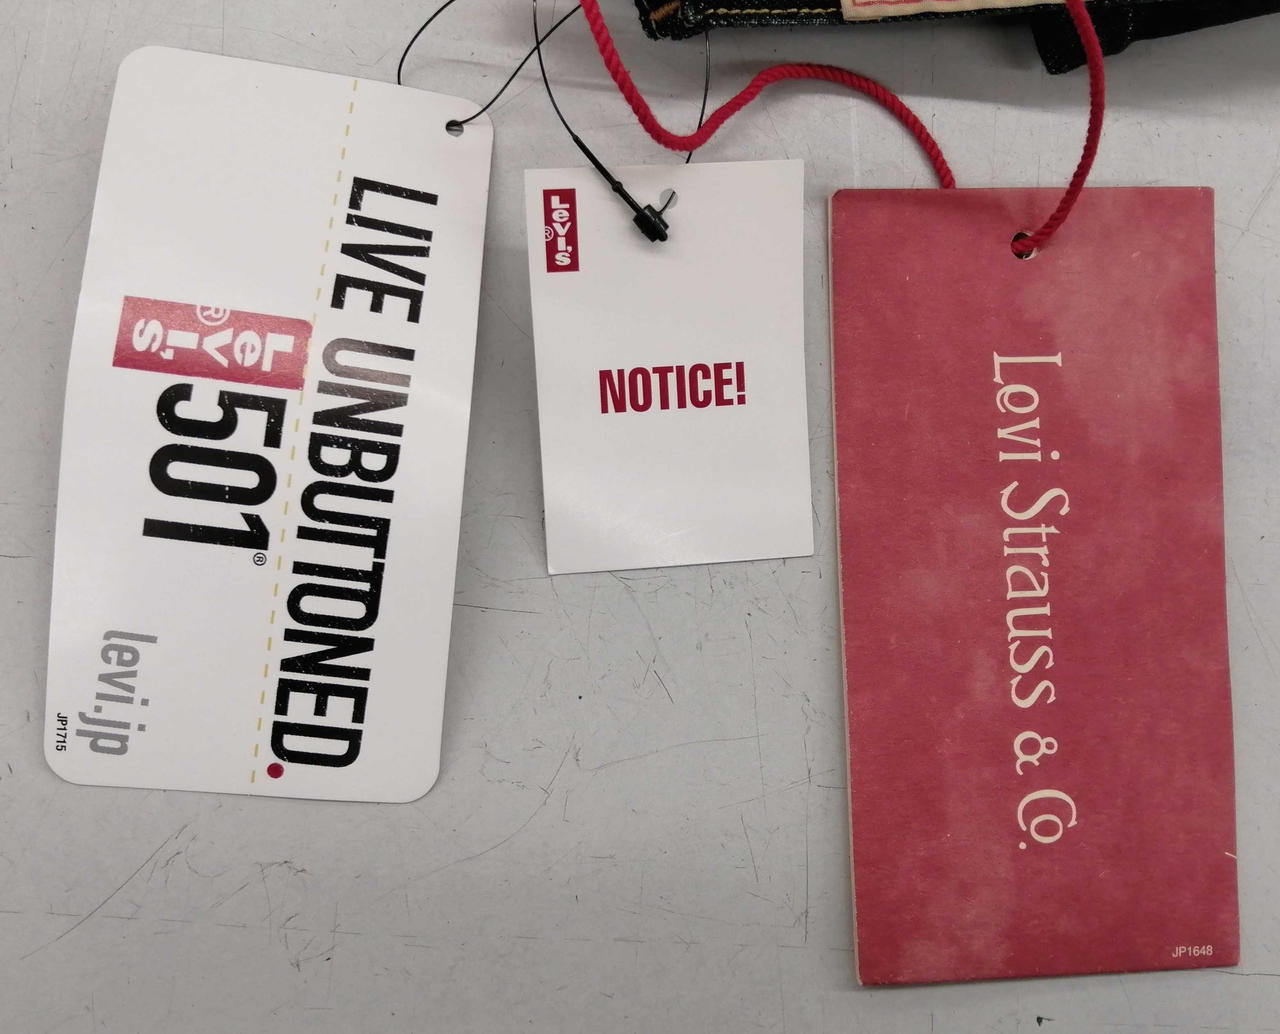 LIVE UNBUTTONED.
Levi's®
501®
levi.jp
JP1715
Levi's®
NOTICE!
Levi Strauss & Co.
JP1648